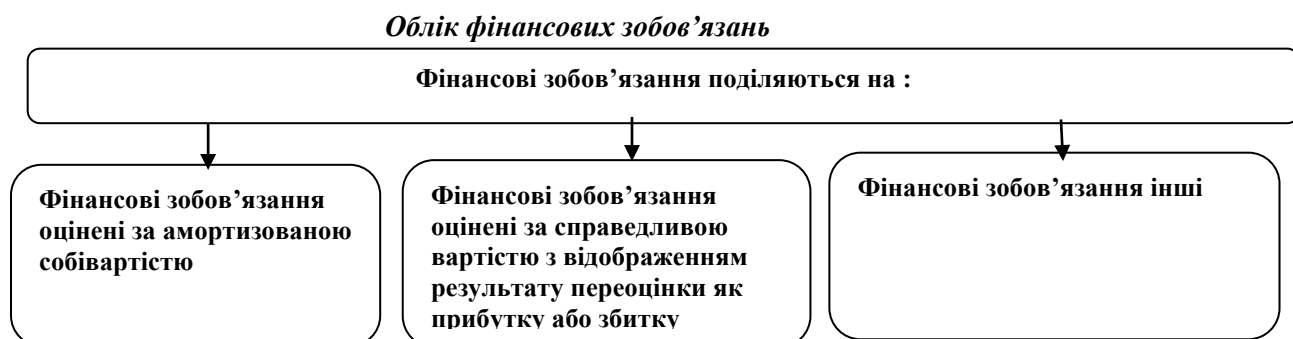 Облік фінансових зобов’язань
Фінансові зобов’язання поділяються на :
Фінансові зобов’язання
оцінені за амортизованою
собівартістю
Фінансові зобов’язання
оцінені за справедливою
вартістю з відображенням
результату переоцінки як
прибутку або збитку
Фінансові зобов’язання інші